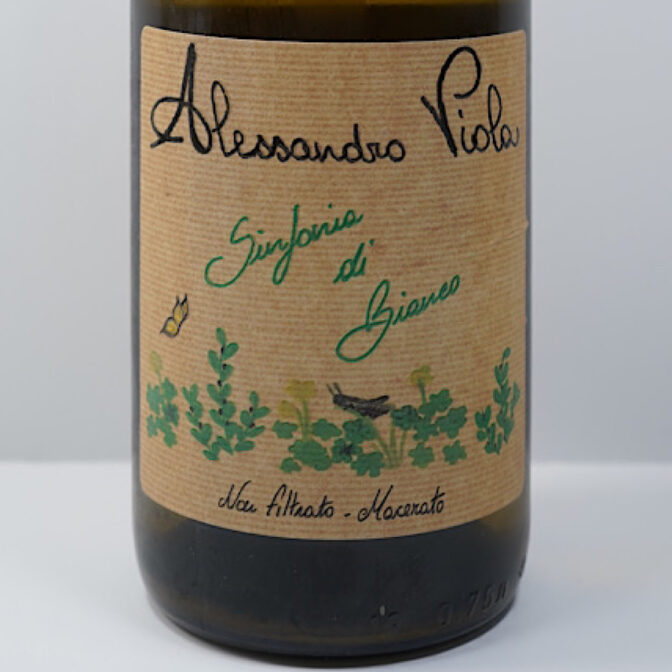 Alessandro Viola
Sinfonia
di
Bianco
Non filtrato - Macerato